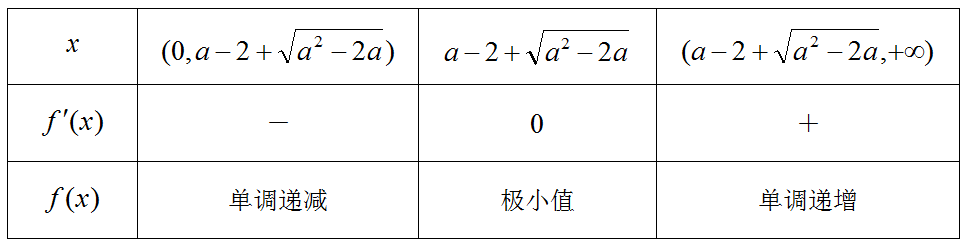 x (0,a−2+√(a²−2a)) a−2+√(a²−2a) (a−2+√(a²−2a),+∞)
f′(x) − 0 +
f(x) 单调递减 极小值 单调递增